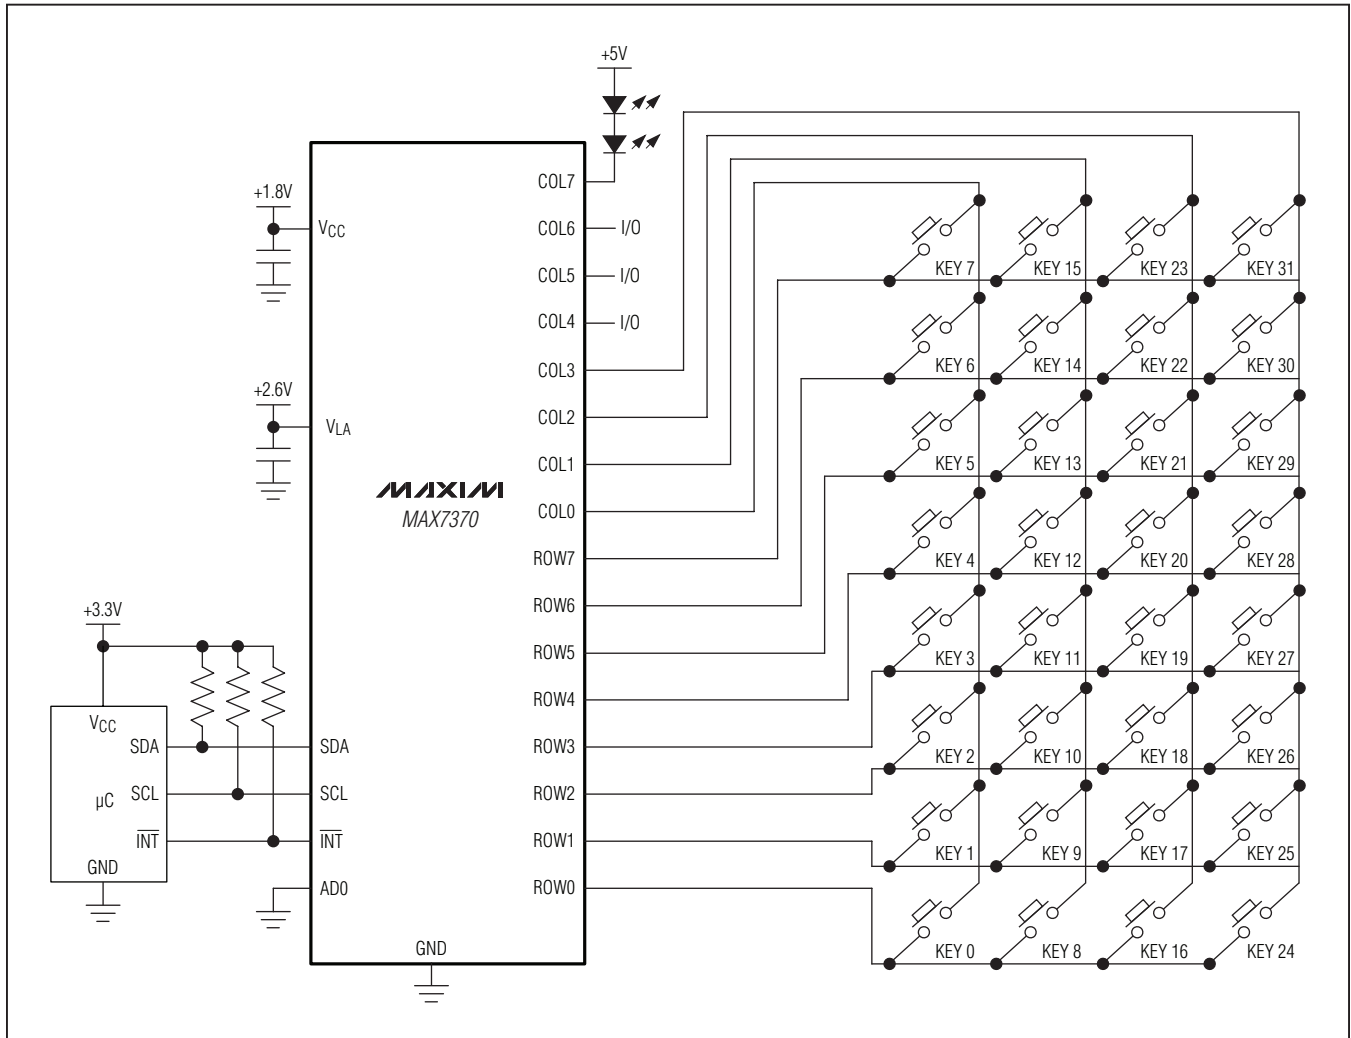 +5V
COL7
+1.8V
VCC
COL6
I/O
COL5
I/O
COL4
I/O
COL3
+2.6V
VLA
COL2
COL1
MAXIM
MAX7370
COL0
ROW7
ROW6
ROW5
ROW4
ROW3
ROW2
ROW1
ROW0
+3.3V
VCC
SDA
SDA
µC
SCL
SCL
INT
INT
GND
AD0
GND
KEY 7
KEY 15
KEY 23
KEY 31
KEY 6
KEY 14
KEY 22
KEY 30
KEY 5
KEY 13
KEY 21
KEY 29
KEY 4
KEY 12
KEY 20
KEY 28
KEY 3
KEY 11
KEY 19
KEY 27
KEY 2
KEY 10
KEY 18
KEY 26
KEY 1
KEY 9
KEY 17
KEY 25
KEY 0
KEY 8
KEY 16
KEY 24